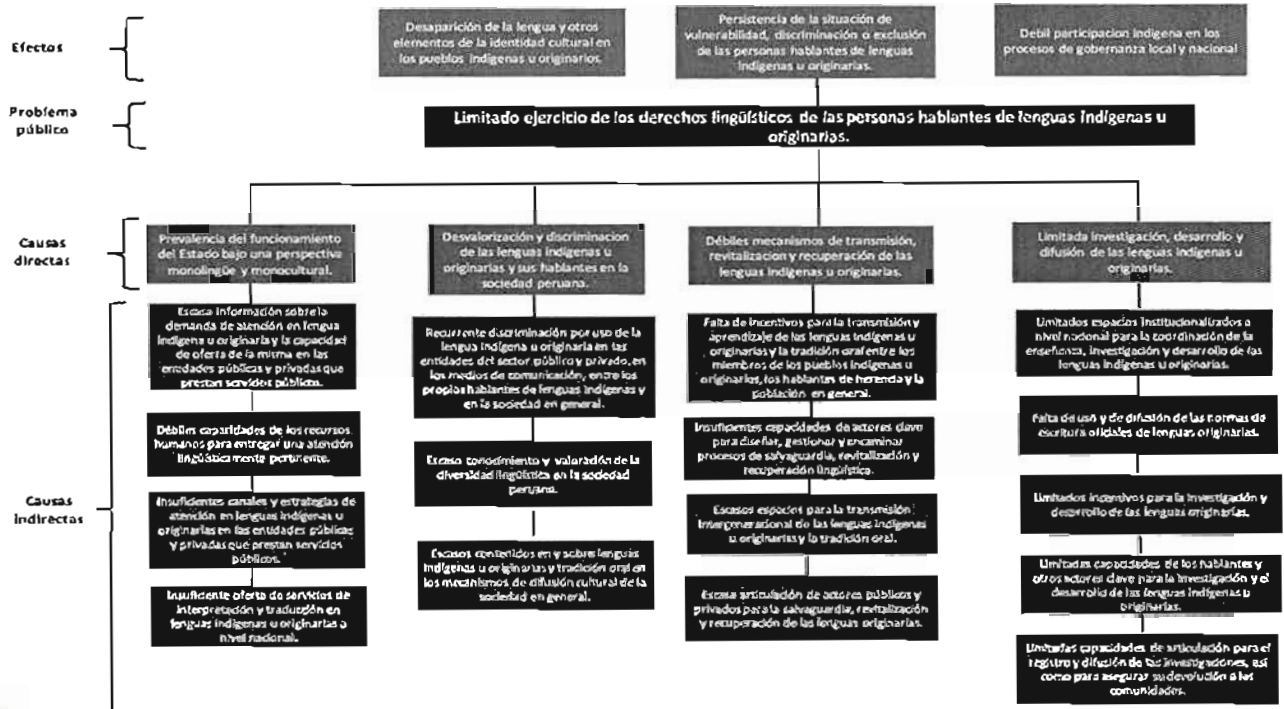 Efectos
Desaparición de la lengua y otros
elementos de la identidad cultural en
los pueblos indígenas u originarios.
Persistencia de la situación de
vulnerabilidad, discriminación o exclusión
de las personas hablantes de lenguas
indígenas u originarias.
Debil participacion indigena en los
procesos de gobernanza local y nacional
Problema
público
Limitado ejercicio de los derechos lingüísticos de las personas hablantes de lenguas indígenas u
originarias.
Causas
directas
Prevalencia del funcionamiento
del Estado bajo una perspectiva
monolingüe y monocultural.
Desvalorización y discriminacion
de las lenguas indígenas u
originarias y sus hablantes en la
sociedad peruana.
Débiles mecanismos de transmisión,
revitalizacion y recuperación de las
lenguas indígenas u originarias.
Limitada investigación, desarrollo y
difusión de las lenguas indígenas u
originarias.
Causas
indirectas
Escasa información sobre la
demanda de atención en lengua
indígena u originaria y la capacidad
de oferta de la misma en las
entidades públicas y privadas que
prestan servicios públicos.
Débiles capacidades de los recursos
humanos para entregar una atención
lingüísticamente pertinente.
Insuficientes canales y estrategias de
atención en lenguas indígenas u
originarias en las entidades públicas
y privadas que prestan servicios
públicos.
Insuficiente oferta de servicios de
interpretación y traducción en
lenguas indígenas u originarias a
nivel nacional.
Recurrente discriminación por uso de la
lengua indígena u originaria en las
entidades del sector público y privado, en
los medios de comunicación, entre los
propios hablantes de lenguas indígenas y
en la sociedad en general.
Escaso conocimiento y valoración de la
diversidad lingüística en la sociedad
peruana.
Escasos contenidos en y sobre lenguas
indígenas u originarias y tradición oral en
los mecanismos de difusión cultural de la
sociedad en general.
Falta de incentivos para la transmisión y
aprendizaje de las lenguas indígenas u
originarias y la tradición oral entre los
miembros de los pueblos indígenas u
originarios, los hablantes de herencia y la
población en general.
Insuficientes capacidades de actores clave
para diseñar, gestionar y encaminar
procesos de salvaguardia, revitalización y
recuperación lingüística.
Escasos espacios para la transmisión
intergeneracional de las lenguas indígenas
u originarias y la tradición oral.
Escasa articulación de actores públicos y
privados para la salvaguardia, revitalización
y recuperación de las lenguas originarias.
Limitados espacios institucionalizados a
nivel nacional para la coordinación de la
enseñanza, investigación y desarrollo de las
lenguas indígenas u originarias.
Falta de uso y de difusión de las normas de
escritura oficiales de lenguas originarias.
Limitados incentivos para la investigación y
desarrollo de las lenguas originarias.
Limitadas capacidades de los hablantes y
otros actores clave para la investigación y el
desarrollo de las lenguas indígenas u
originarias.
Limitadas capacidades de articulación para el
registro y difusión de las investigaciones, así
como para asegurar su devolución a las
comunidades.